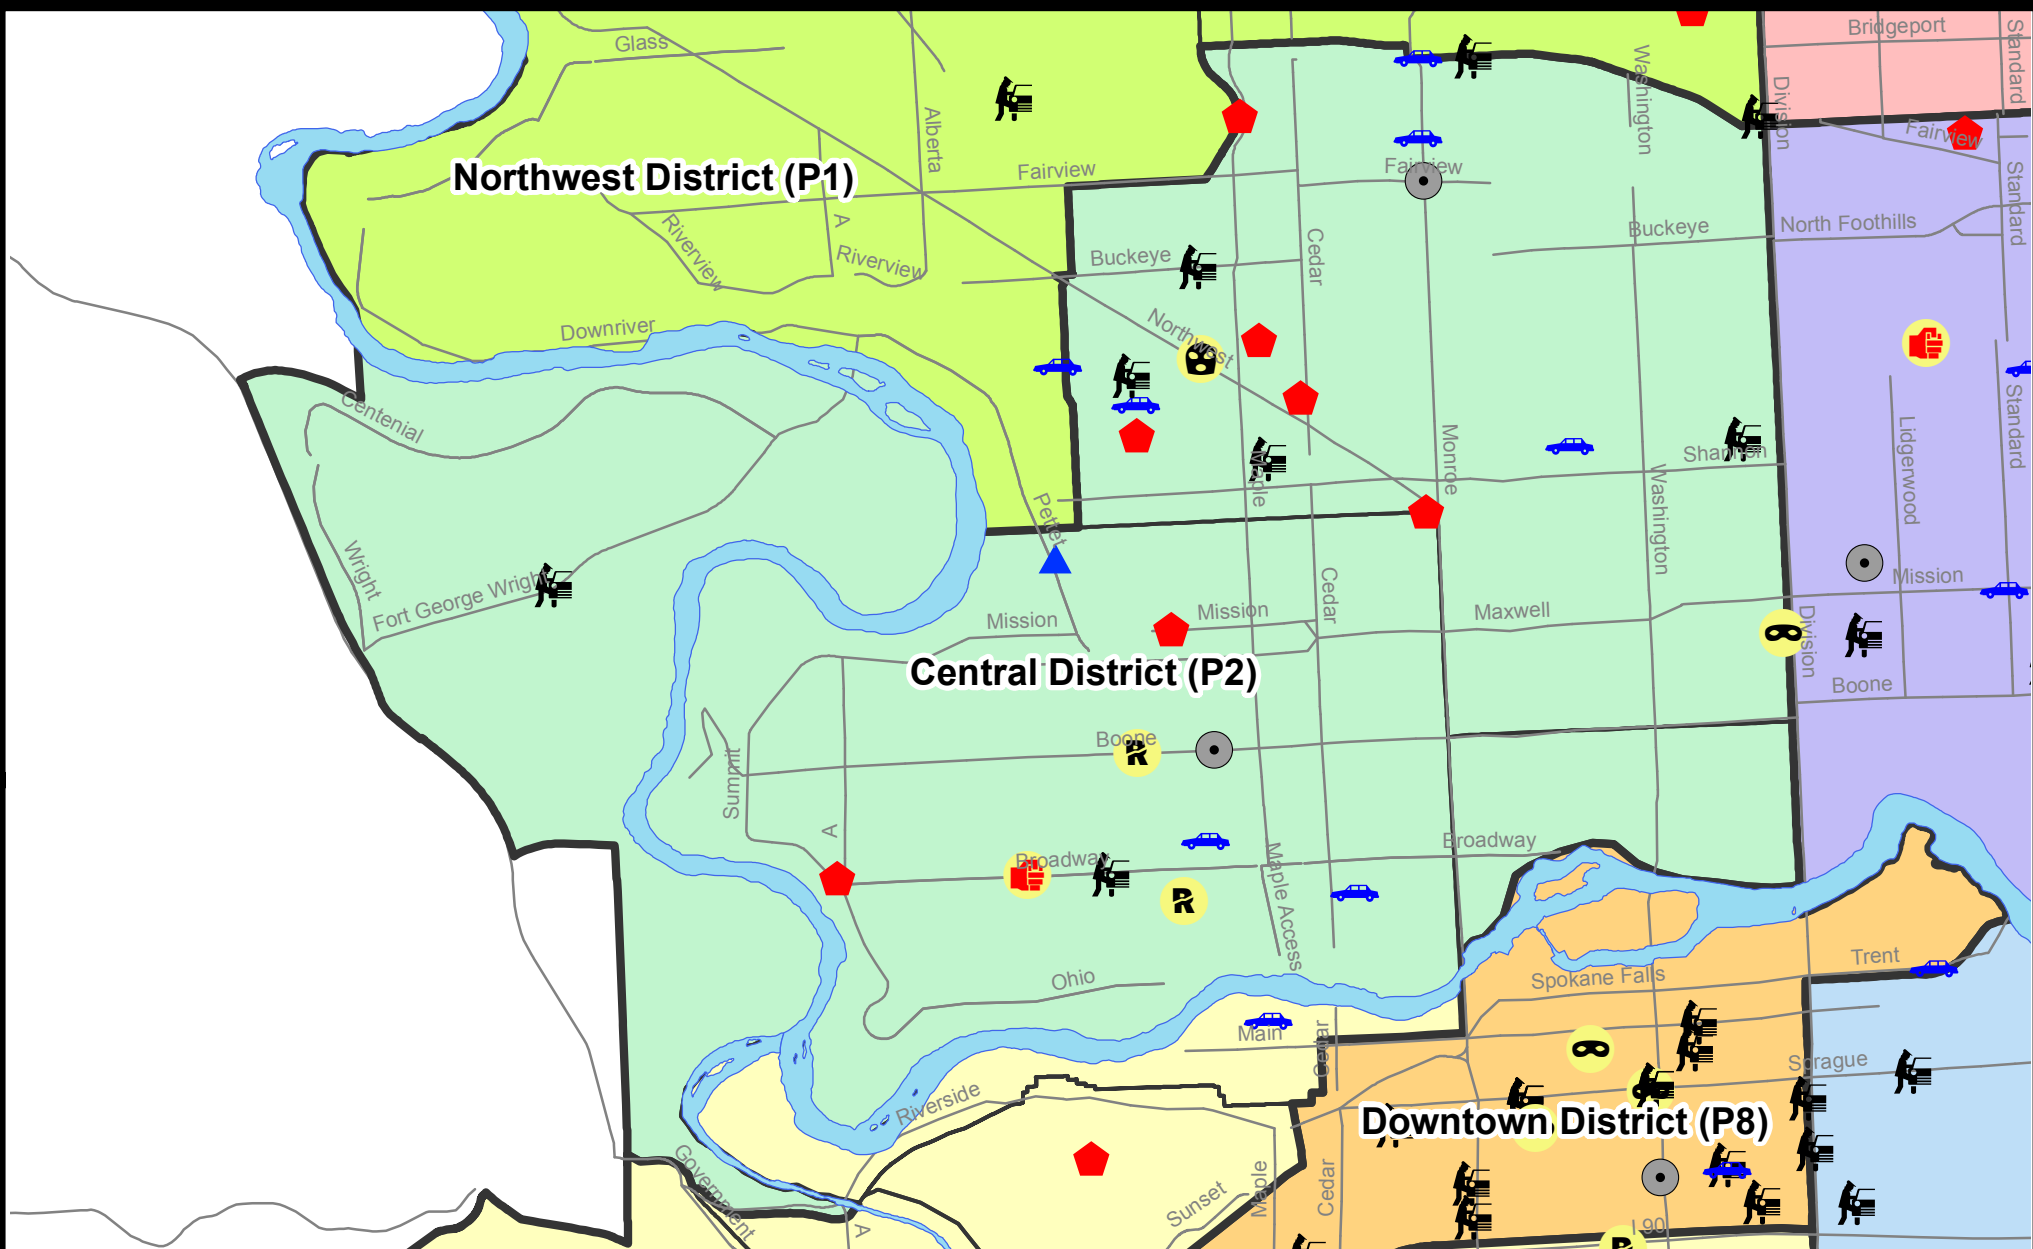 Bridgeport
Standard
Glass
Washington
Division
Alberta
Fairview
Fairview
Fairview
Northwest District (P1)
Standard
A
Riverview
Riverview
Buckeye
Cedar
Buckeye
North Foothills
Downriver
Northwest
Centenial
Standard
Lidgerwood
Monroe
Shannon
Maple
Washington
Pettet
Wright
Fort George Wright
Cedar
Mission
Mission
Mission
Maxwell
Division
Central District (P2)
Boone
Boone
Summit
A
Broadway
Broadway
Maple Access
Ohio
Trent
Spokane Falls
Main
Cedar
Sprague
Riverside
Downtown District (P8)
Government
Sunset
Maple
Cedar
A
I 90